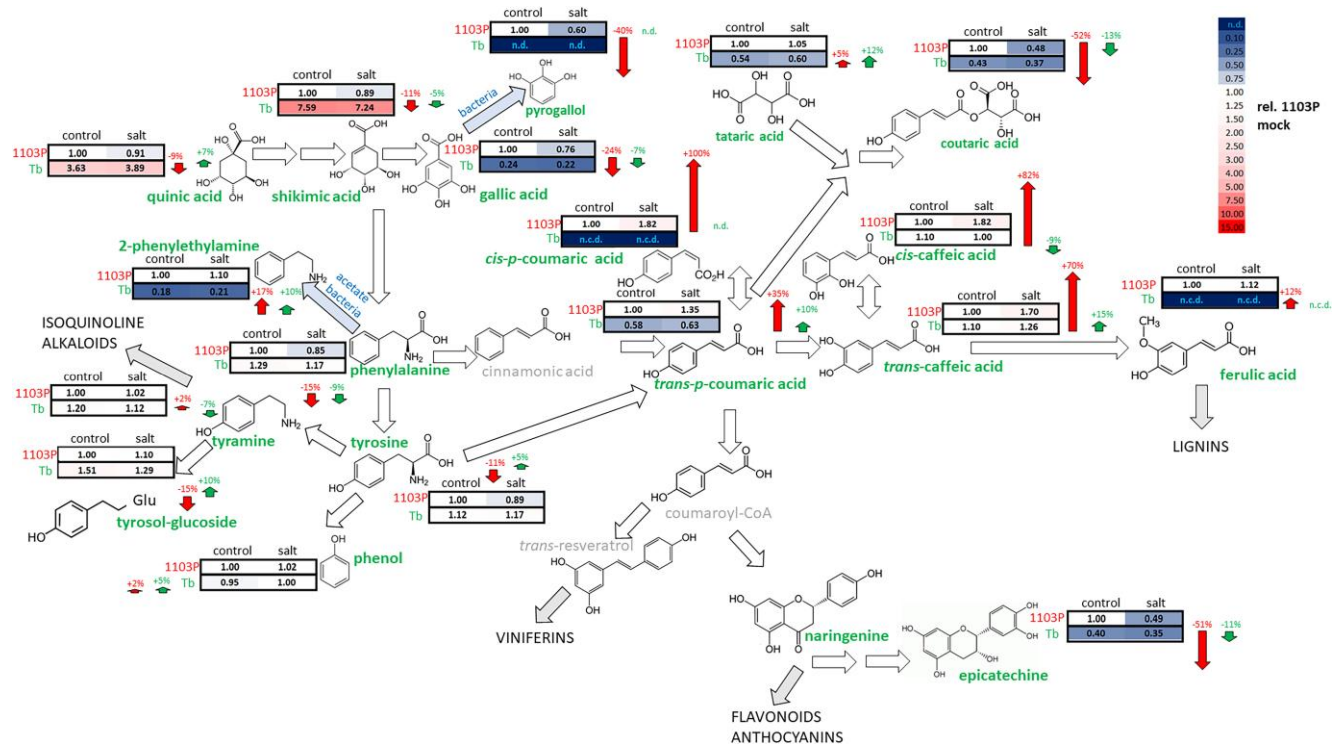 control salt
1103P 1.00 0.60
Tb n.d. n.d.
-40% n.d.
pyrogallol
bacteria
control salt
1103P 1.00 0.89
Tb 7.59 7.24
-11% -5%
shikimic acid
control salt
1103P 1.00 0.91
Tb 3.63 3.89
-9% +7%
quinic acid
control salt
1103P 1.00 0.76
Tb 0.24 0.22
-24% -7%
gallic acid
control salt
1103P 1.00 1.05
Tb 0.54 0.60
+5% +12%
tataric acid
control salt
1103P 1.00 0.48
Tb 0.43 0.37
-52% -13%
coutaric acid
n.d.
0.10
0.25
0.50
0.75
1.00
1.25
1.50
2.00
2.50
3.00
4.00
5.00
7.50
10.00
15.00
rel. 1103P
mock
control salt
1103P 1.00 1.82
Tb n.c.d. n.c.d.
+100% n.d.
cis-p-coumaric acid
control salt
1103P 1.00 1.82
Tb 1.10 1.00
+82% -9%
cis-caffeic acid
2-phenylethylamine
control salt
1103P 1.00 1.10
Tb 0.18 0.21
+17% +10%
acetate
bacteria
control salt
1103P 1.00 1.35
Tb 0.58 0.63
+35% +10%
trans-p-coumaric acid
control salt
1103P 1.00 1.70
Tb 1.10 1.26
+70% +15%
trans-caffeic acid
control salt
1103P 1.00 1.12
Tb n.c.d. n.c.d.
+12% n.c.d.
ferulic acid
LIGNINS
ISOQUINOLINE
ALKALOIDS
control salt
1103P 1.00 0.85
Tb 1.29 1.17
-15% -9%
phenylalanine
cinnamonic acid
control salt
1103P 1.00 1.02
Tb 1.20 1.12
+2% -7%
tyramine
tyrosine
control salt
1103P 1.00 0.89
Tb 1.12 1.17
-11% +5%
control salt
1103P 1.00 1.10
Tb 1.51 1.29
-15% +10%
Glu
tyrosol-glucoside
control salt
1103P 1.00 1.02
Tb 0.95 1.00
+2% +5%
phenol
coumaroyl-CoA
trans-resveratrol
VINIFERINS
naringenine
control salt
1103P 1.00 0.49
Tb 0.40 0.35
-51% -11%
epicatechine
FLAVONOIDS
ANTHOCYANINS